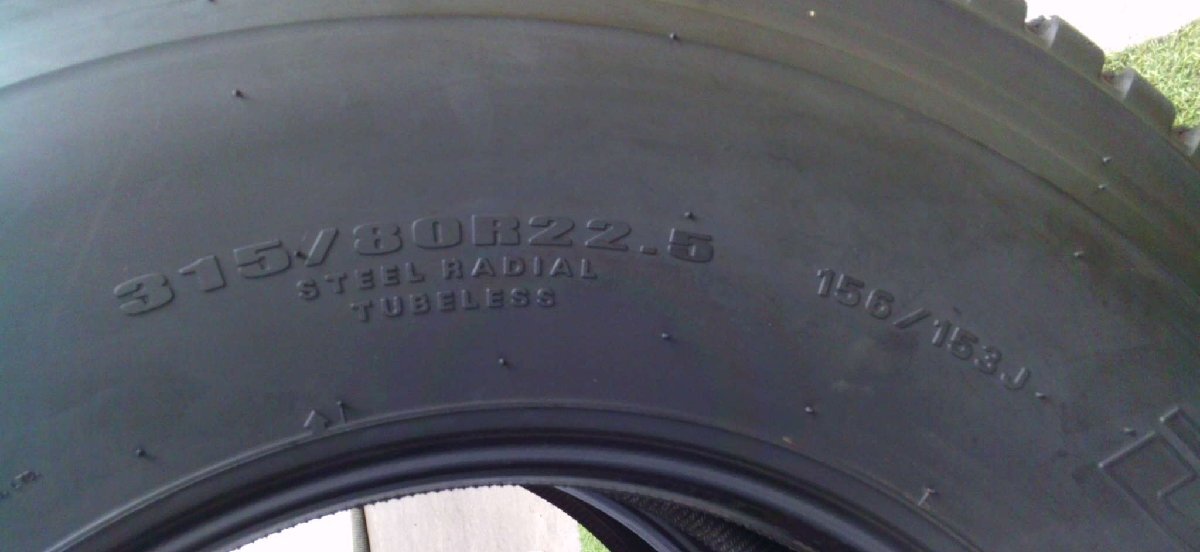 315/80R22.5
STEEL RADIAL
TUBELESS
156/153J